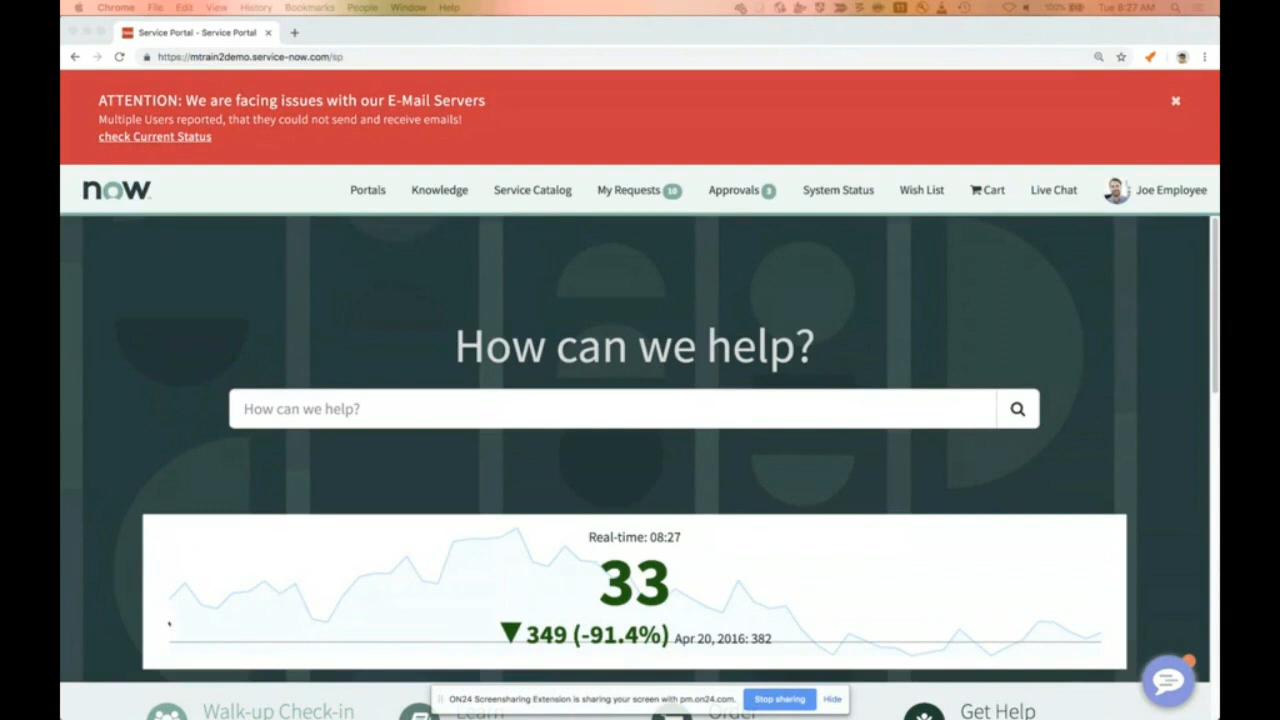 Chrome File Edit View History Bookmarks People Window Help 100% Tue 8:27 AM
Service Portal - Service Portal
https://mtrain2demo.service-now.com/sp
ATTENTION: We are facing issues with our E-Mail Servers
Multiple Users reported, that they could not send and receive emails!
check Current Status
now
Portals Knowledge Service Catalog My Requests 10 Approvals 3 System Status Wish List Cart Live Chat Joe Employee
How can we help?
How can we help?
Real-time: 08:27
33
▼ 349 (-91.4%) Apr 20, 2016: 382
ON24 Screensharing Extension is sharing your screen with pm.on24.com. Stop sharing Hide
Walk-up Check-in Learn Order Get Help